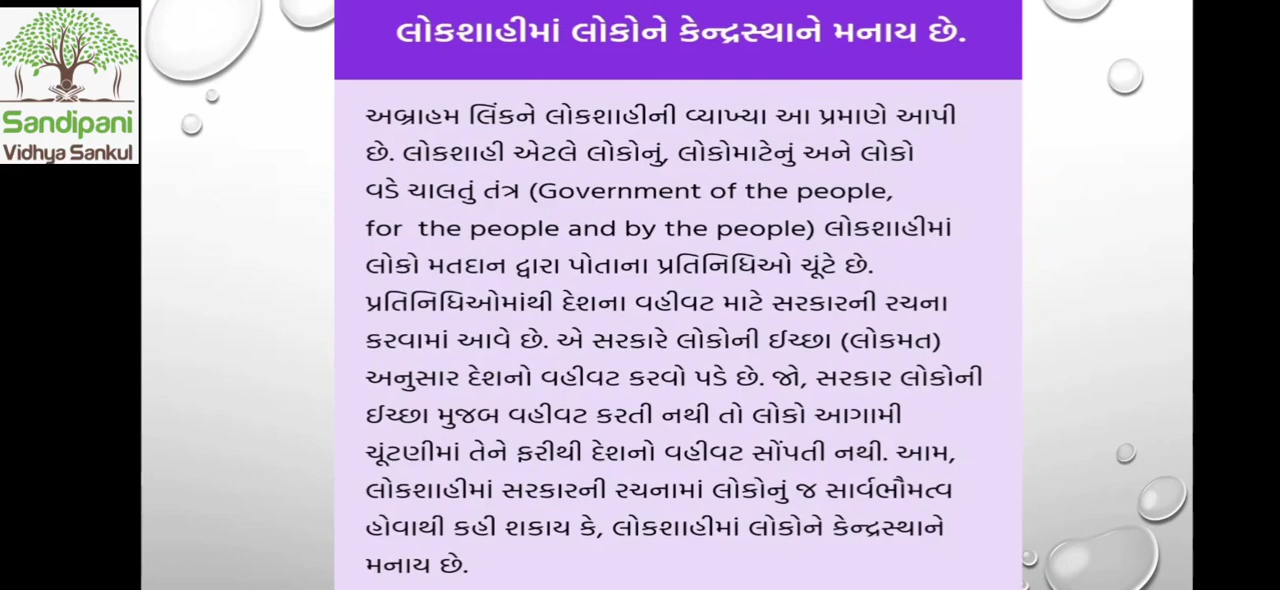 Sandipani
Vidhya Sankul
લોકશાહીમાં લોકોને કેન્દ્રસ્થાને મનાય છે.
અબ્રાહમ લિંકને લોકશાહીની વ્યાખ્યા આ પ્રમાણે આપી
છે. લોકશાહી એટલે લોકોનું, લોકોમાટેનું અને લોકો
વડે ચાલતું તંત્ર (Government of the people,
for the people and by the people) લોકશાહીમાં
લોકો મતદાન દ્વારા પોતાના પ્રતિનિધિઓ ચૂંટે છે.
પ્રતિનિધિઓમાંથી દેશના વહીવટ માટે સરકારની રચના
કરવામાં આવે છે. એ સરકારે લોકોની ઈચ્છા (લોકમત)
અનુસાર દેશનો વહીવટ કરવો પડે છે. જો, સરકાર લોકોની
ઈચ્છા મુજબ વહીવટ કરતી નથી તો લોકો આગામી
ચૂંટણીમાં તેને ફરીથી દેશનો વહીવટ સોંપતી નથી. આમ,
લોકશાહીમાં સરકારની રચનામાં લોકોનું જ સાર્વભૌમત્વ
હોવાથી કહી શકાય કે, લોકશાહીમાં લોકોને કેન્દ્રસ્થાને
મનાય છે.